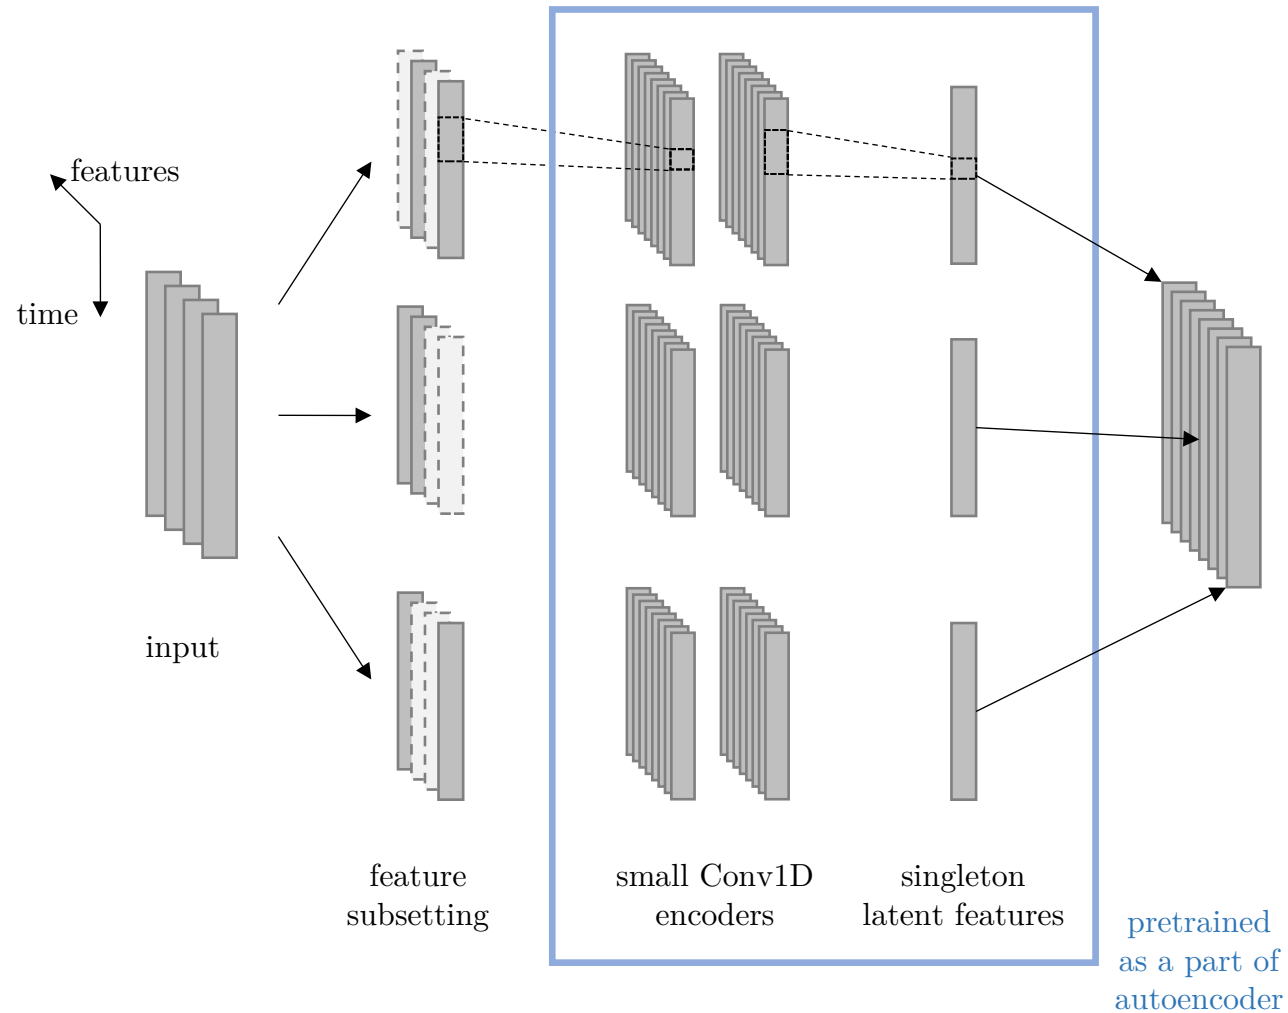 features
time
input
feature
subsetting
small Conv1D
encoders
singleton
latent features
pretrained
as a part of
autoencoder